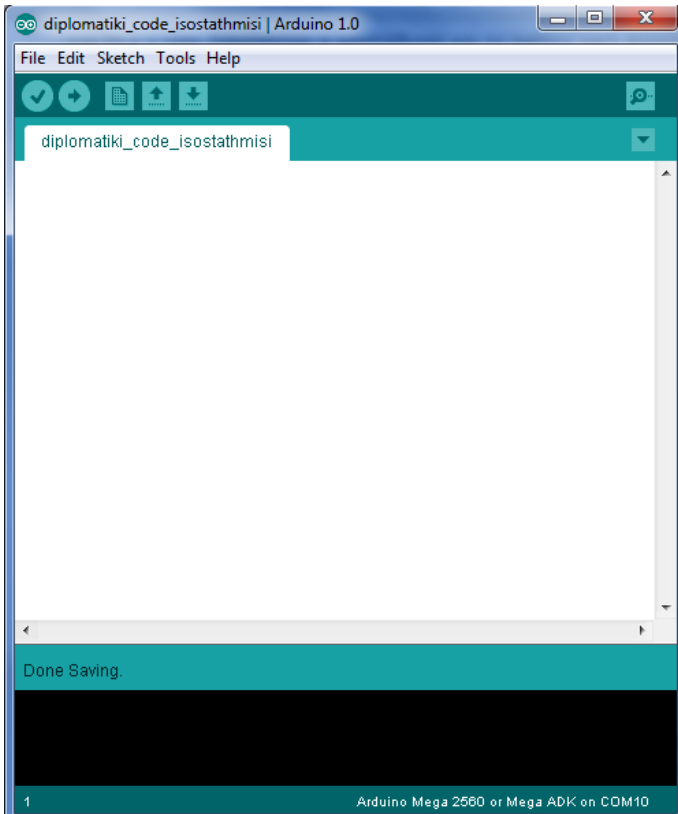 diplomatiki_code_isostathmisi | Arduino 1.0
File Edit Sketch Tools Help
diplomatiki_code_isostathmisi
Done Saving.
1 Arduino Mega 2560 or Mega ADK on COM10